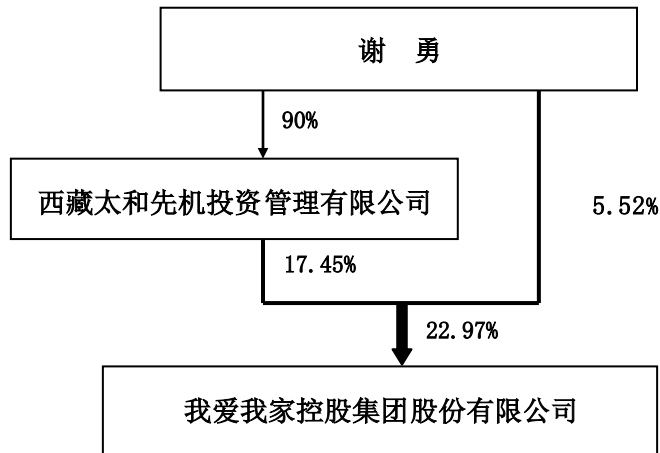 谢 勇
90%
西藏太和先机投资管理有限公司
5.52%
17.45%
22.97%
我爱我家控股集团股份有限公司